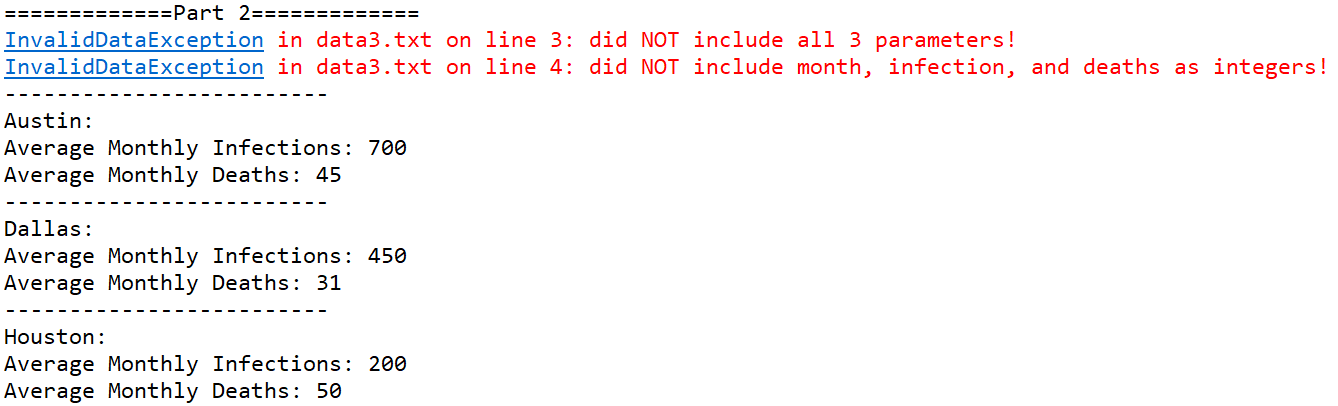 =============Part 2=============
InvalidDataException in data3.txt on line 3: did NOT include all 3 parameters!
InvalidDataException in data3.txt on line 4: did NOT include month, infection, and deaths as integers!
-------------------------
Austin:
Average Monthly Infections: 700
Average Monthly Deaths: 45
-------------------------
Dallas:
Average Monthly Infections: 450
Average Monthly Deaths: 31
-------------------------
Houston:
Average Monthly Infections: 200
Average Monthly Deaths: 50